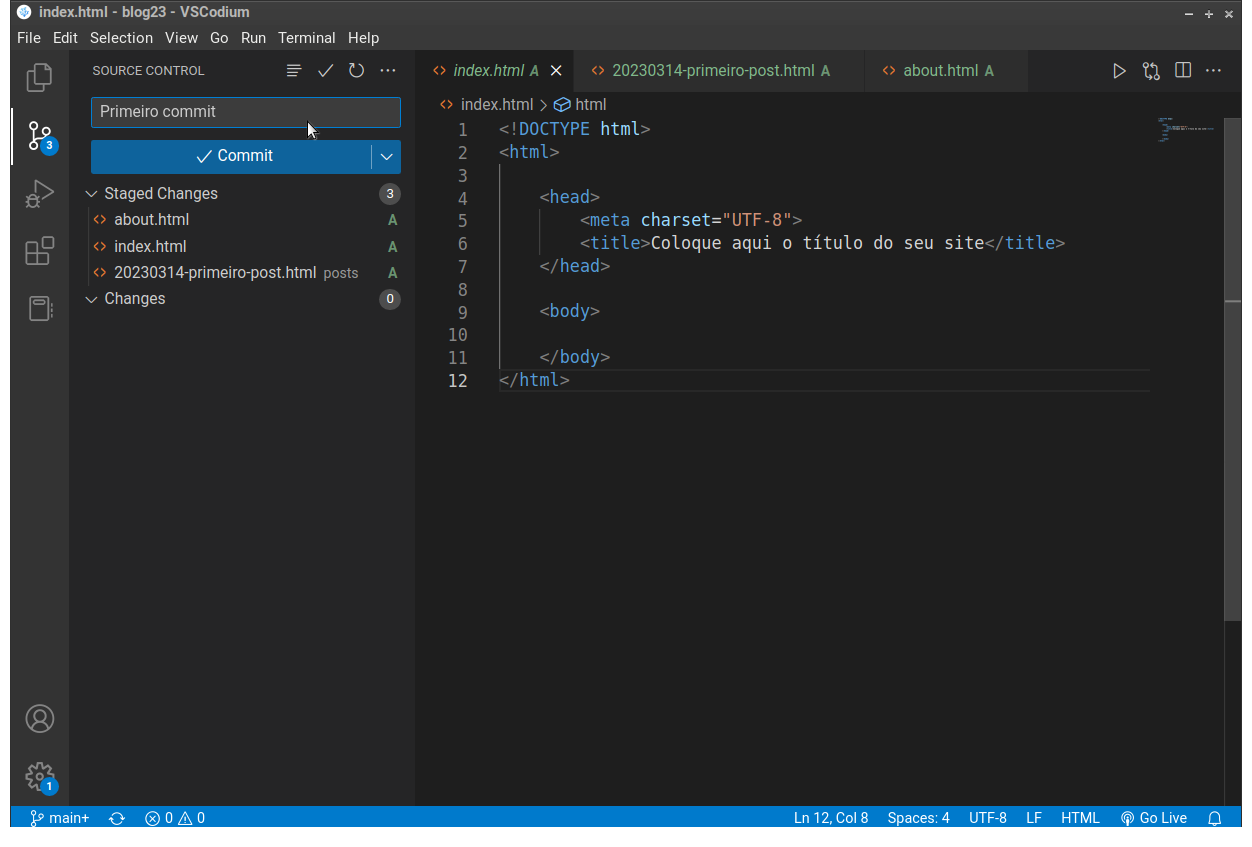 index.html - blog23 - VSCodium
File Edit Selection View Go Run Terminal Help
SOURCE CONTROL
Primeiro commit
Commit
Staged Changes 3
about.html A
index.html A
20230314-primeiro-post.html posts A
Changes 0
3
1
index.html A 20230314-primeiro-post.html A about.html A
index.html > html
1 <!DOCTYPE html>
2 <html>
3
4 <head>
5 <meta charset="UTF-8">
6 <title>Coloque aqui o título do seu site</title>
7 </head>
8
9 <body>
10
11 </body>
12 </html>
main+ 0 0 Ln 12, Col 8 Spaces: 4 UTF-8 LF HTML Go Live